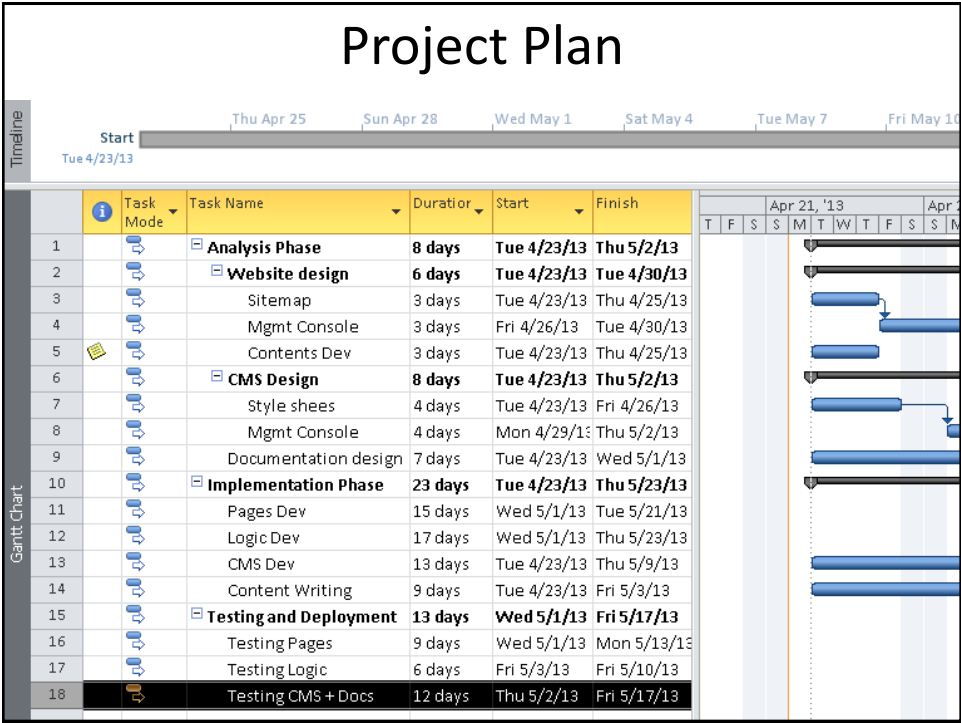 Project Plan
Timeline
Thu Apr 25 Sun Apr 28 Wed May 1 Sat May 4 Tue May 7 Fri May 10
Start
Tue 4/23/13
Gantt Chart
Task Mode Task Name Duration Start Finish
Apr 21, '13 Apr 2
T F S S M T W T F S S M
1 Analysis Phase 8 days Tue 4/23/13 Thu 5/2/13
2 Website design 6 days Tue 4/23/13 Tue 4/30/13
3 Sitemap 3 days Tue 4/23/13 Thu 4/25/13
4 Mgmt Console 3 days Fri 4/26/13 Tue 4/30/13
5 Contents Dev 3 days Tue 4/23/13 Thu 4/25/13
6 CMS Design 8 days Tue 4/23/13 Thu 5/2/13
7 Style shees 4 days Tue 4/23/13 Fri 4/26/13
8 Mgmt Console 4 days Mon 4/29/13 Thu 5/2/13
9 Documentation design 7 days Tue 4/23/13 Wed 5/1/13
10 Implementation Phase 23 days Tue 4/23/13 Thu 5/23/13
11 Pages Dev 15 days Wed 5/1/13 Tue 5/21/13
12 Logic Dev 17 days Wed 5/1/13 Thu 5/23/13
13 CMS Dev 13 days Tue 4/23/13 Thu 5/9/13
14 Content Writing 9 days Tue 4/23/13 Fri 5/3/13
15 Testing and Deployment 13 days Wed 5/1/13 Fri 5/17/13
16 Testing Pages 9 days Wed 5/1/13 Mon 5/13/13
17 Testing Logic 6 days Fri 5/3/13 Fri 5/10/13
18 Testing CMS + Docs 12 days Thu 5/2/13 Fri 5/17/13